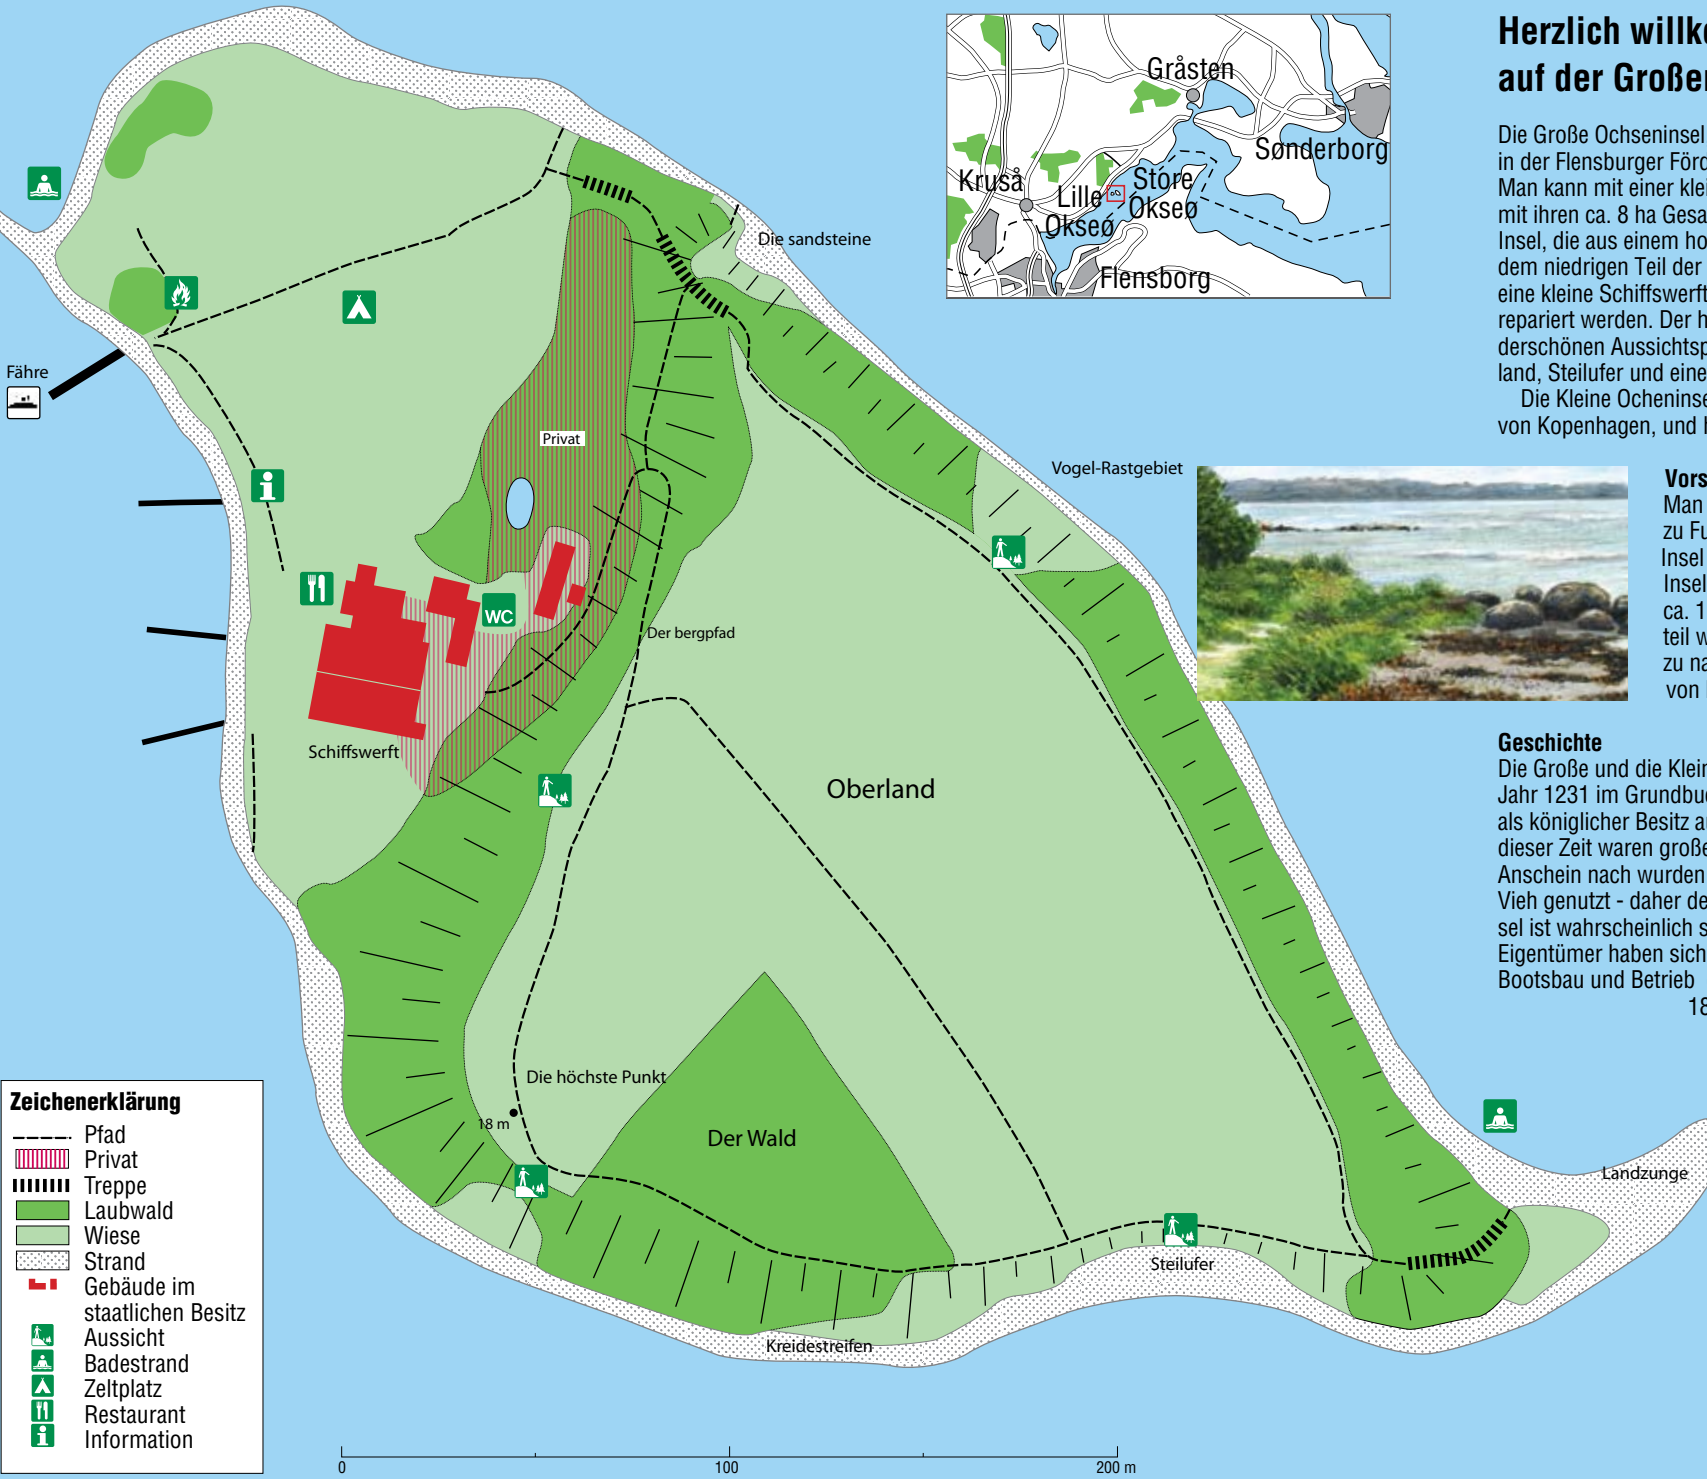 Herzlich willk
auf der Große
Die Große Ochseninsel
in der Flensburger Förd
Man kann mit einer klei
mit ihren ca. 8 ha Gesa
Insel, die aus einem ho
dem niedrigen Teil der
eine kleine Schiffswerft
repariert werden. Der h
derschönen Aussichtsp
land, Steilufer und eine
Die Kleine Ocheninse
von Kopenhagen, und h
Vors
Man
zu Fu
Insel
Insel
ca. 1
teil w
zu na
von
Geschichte
Die Große und die Klein
Jahr 1231 im Grundbu
als königlicher Besitz au
dieser Zeit waren große
Anschein nach wurden
Vieh genutzt - daher de
sel ist wahrscheinlich s
Eigentümer haben sich
Bootsbau und Betrieb
18
Gråsten
Sønderborg
Kruså
Lille
Okseø
Store
Okseø
Flensborg
Die sandsteine
Fähre
Privat
Vogel-Rastgebiet
WC
Der bergpfad
Schiffswerft
Oberland
Die höchste Punkt
18 m
Der Wald
Landzunge
Steilufer
Kreidestreifen
Zeichenerklärung
Pfad
Privat
Treppe
Laubwald
Wiese
Strand
Gebäude im
staatlichen Besitz
Aussicht
Badestrand
Zeltplatz
Restaurant
Information
0
100
200 m